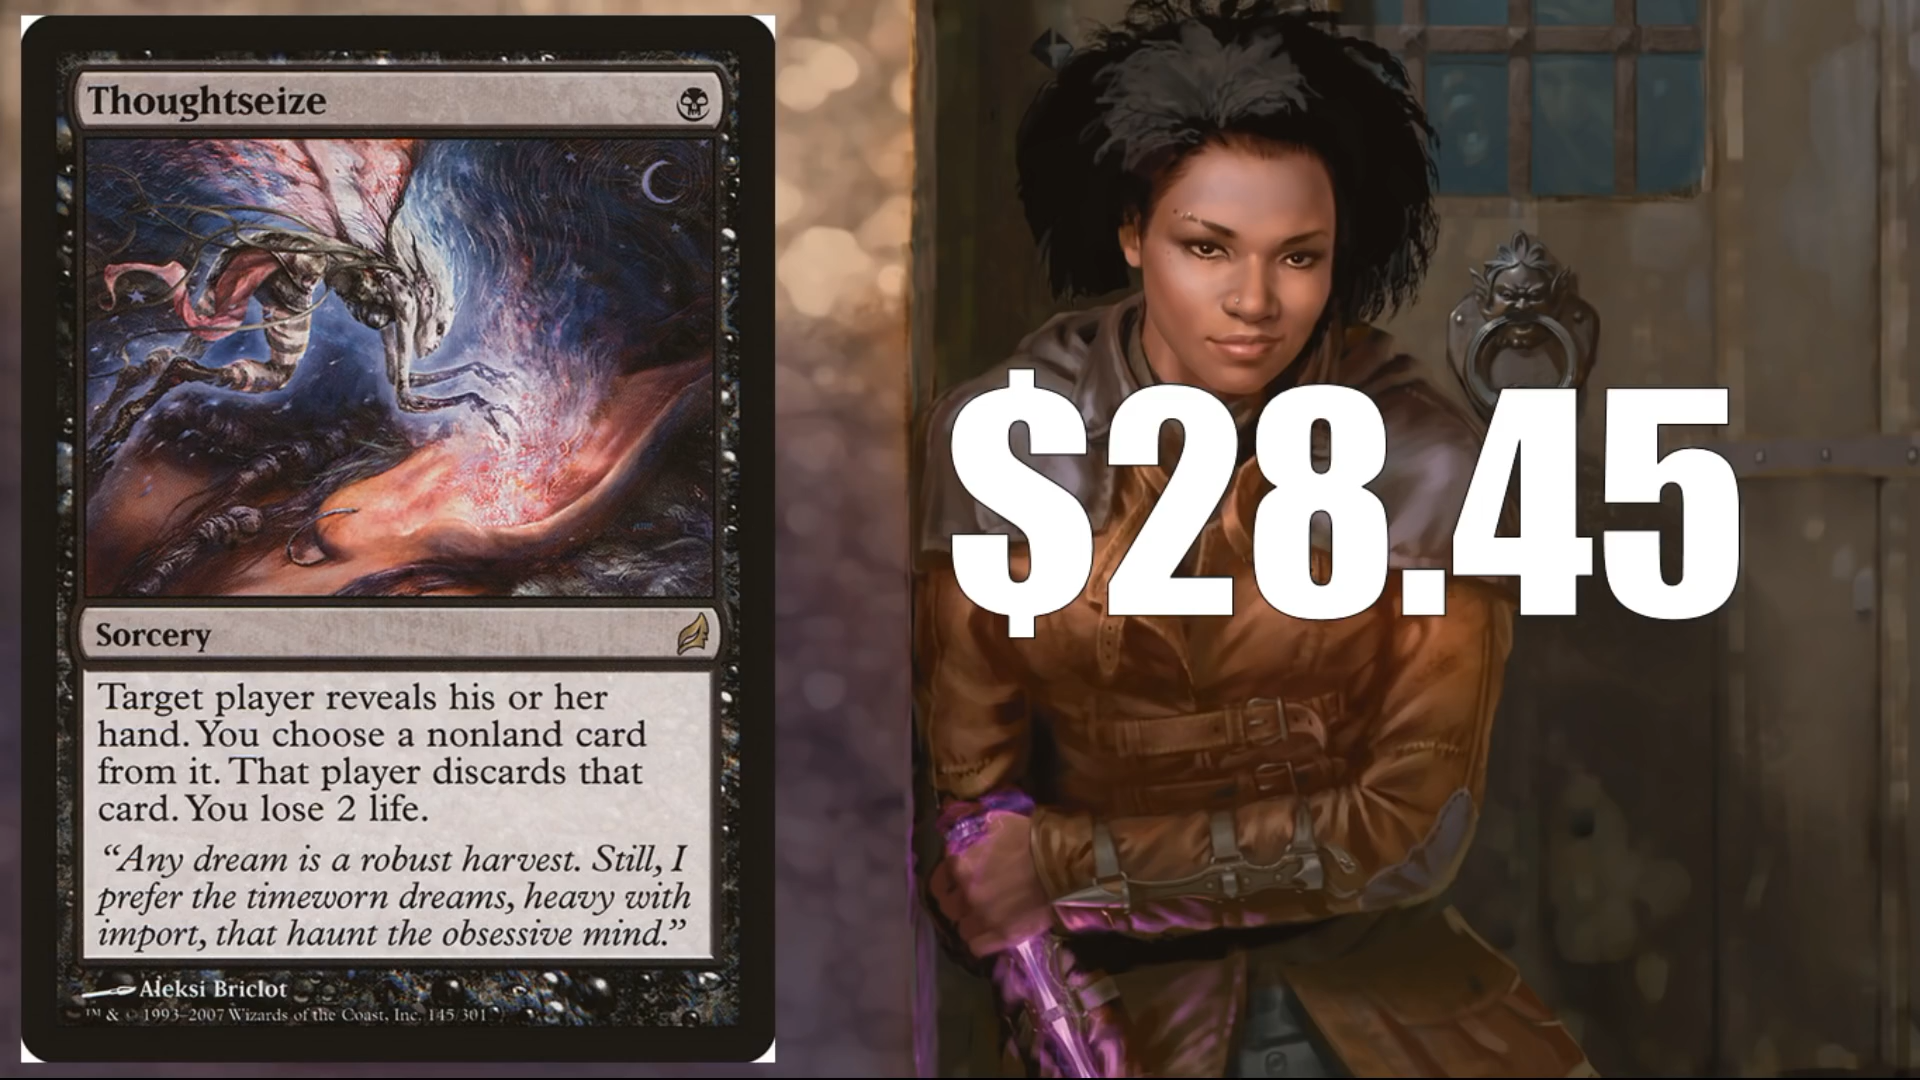 Thoughtseize
Sorcery
Target player reveals his or her
hand. You choose a nonland card
from it. That player discards that
card. You lose 2 life.
“Any dream is a robust harvest. Still, I
prefer the timeworn dreams, heavy with
import, that haunt the obsessive mind.”
Aleksi Briclot
™ & © 1993–2007 Wizards of the Coast, Inc. 145/301
$28.45